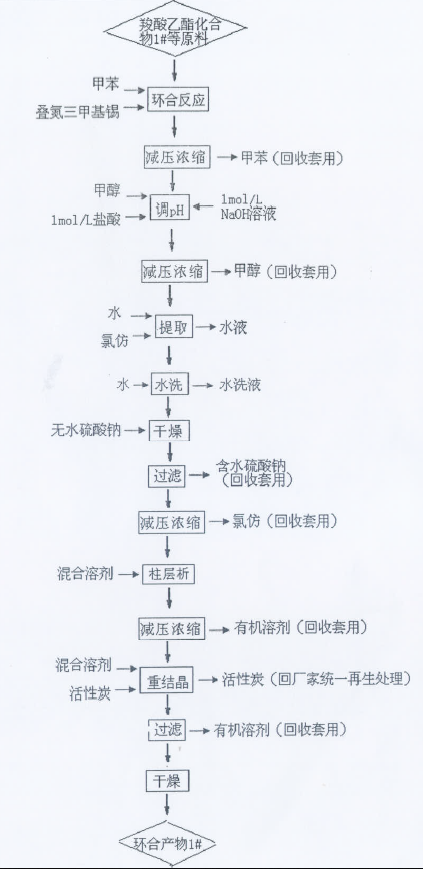 羧酸乙酯化合
物1#等原料
甲苯
叠氮三甲基锡
环合反应
减压浓缩
甲苯(回收套用)
甲醇
1mol/L盐酸
调pH
1mol/L
NaOH溶液
减压浓缩
甲醇(回收套用)
水
氯仿
提取
水液
水
水洗
水洗液
无水硫酸钠
干燥
过滤
含水硫酸钠
(回收套用)
减压浓缩
氯仿(回收套用)
混合溶剂
柱层析
减压浓缩
有机溶剂(回收套用)
混合溶剂
活性炭
重结晶
活性炭(回厂家统一再生处理)
过滤
有机溶剂(回收套用)
干燥
环合产物1#